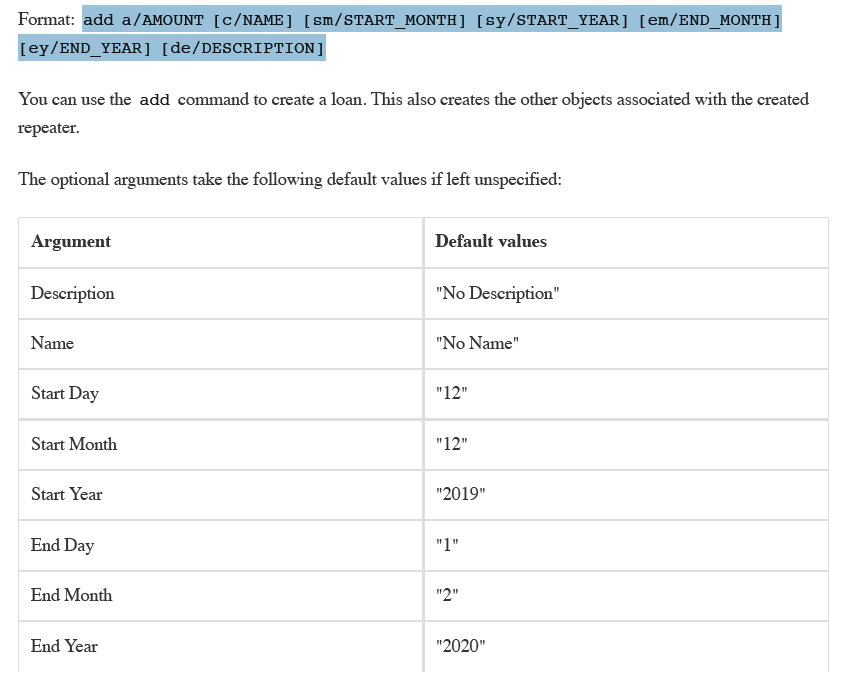 Format: add a/AMOUNT [c/NAME] [sm/START_MONTH] [sy/START_YEAR] [em/END_MONTH]
[ey/END_YEAR] [de/DESCRIPTION]
You can use the add command to create a loan. This also creates the other objects associated with the created
repeater.
The optional arguments take the following default values if left unspecified:
Argument Default values
Description "No Description"
Name "No Name"
Start Day "12"
Start Month "12"
Start Year "2019"
End Day "1"
End Month "2"
End Year "2020"